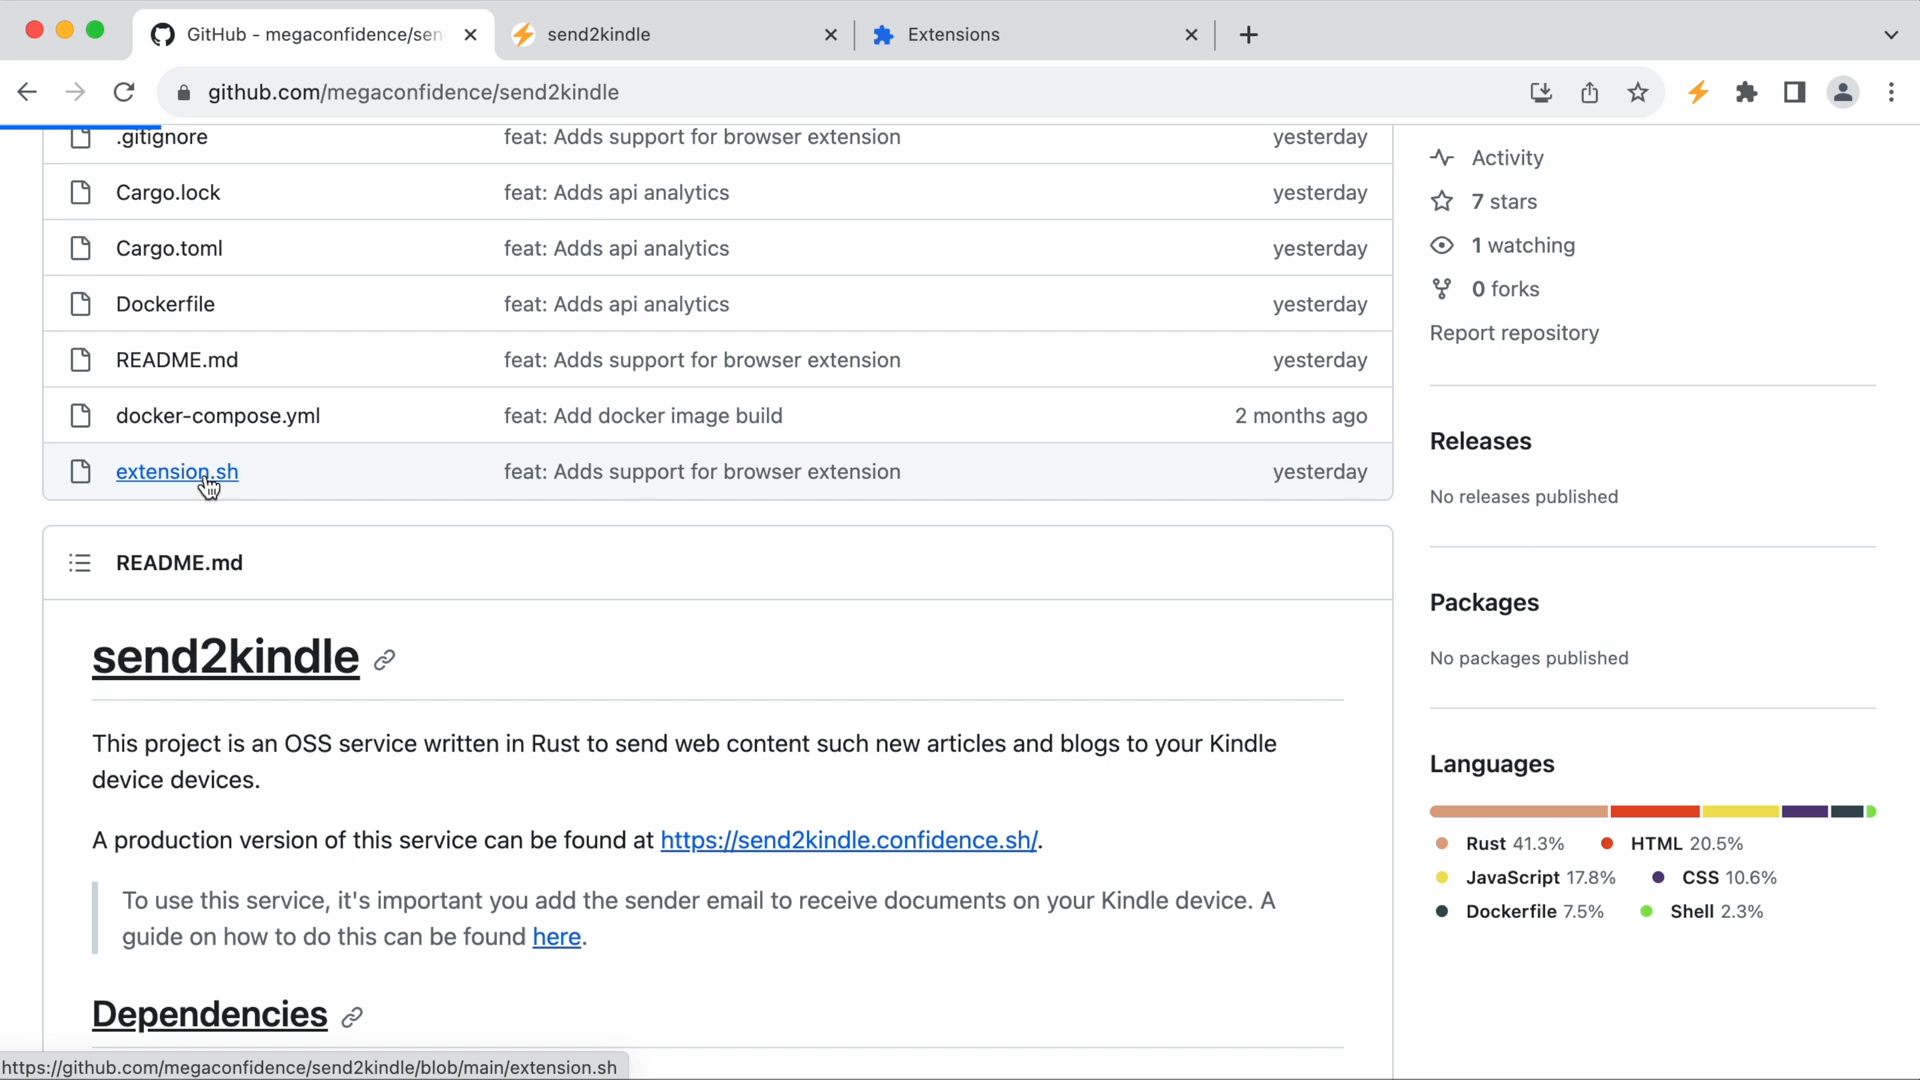 GitHub - megaconfidence/sen
send2kindle
Extensions
github.com/megaconfidence/send2kindle
.gitignore feat: Adds support for browser extension yesterday
Cargo.lock feat: Adds api analytics yesterday
Cargo.toml feat: Adds api analytics yesterday
Dockerfile feat: Adds api analytics yesterday
README.md feat: Adds support for browser extension yesterday
docker-compose.yml feat: Add docker image build 2 months ago
extension.sh feat: Adds support for browser extension yesterday
README.md
send2kindle
This project is an OSS service written in Rust to send web content such new articles and blogs to your Kindle
device devices.
A production version of this service can be found at https://send2kindle.confidence.sh/.
To use this service, it's important you add the sender email to receive documents on your Kindle device. A
guide on how to do this can be found here.
Dependencies
https://github.com/megaconfidence/send2kindle/blob/main/extension.sh
Activity
7 stars
1 watching
0 forks
Report repository
Releases
No releases published
Packages
No packages published
Languages
Rust 41.3% HTML 20.5%
JavaScript 17.8% CSS 10.6%
Dockerfile 7.5% Shell 2.3%